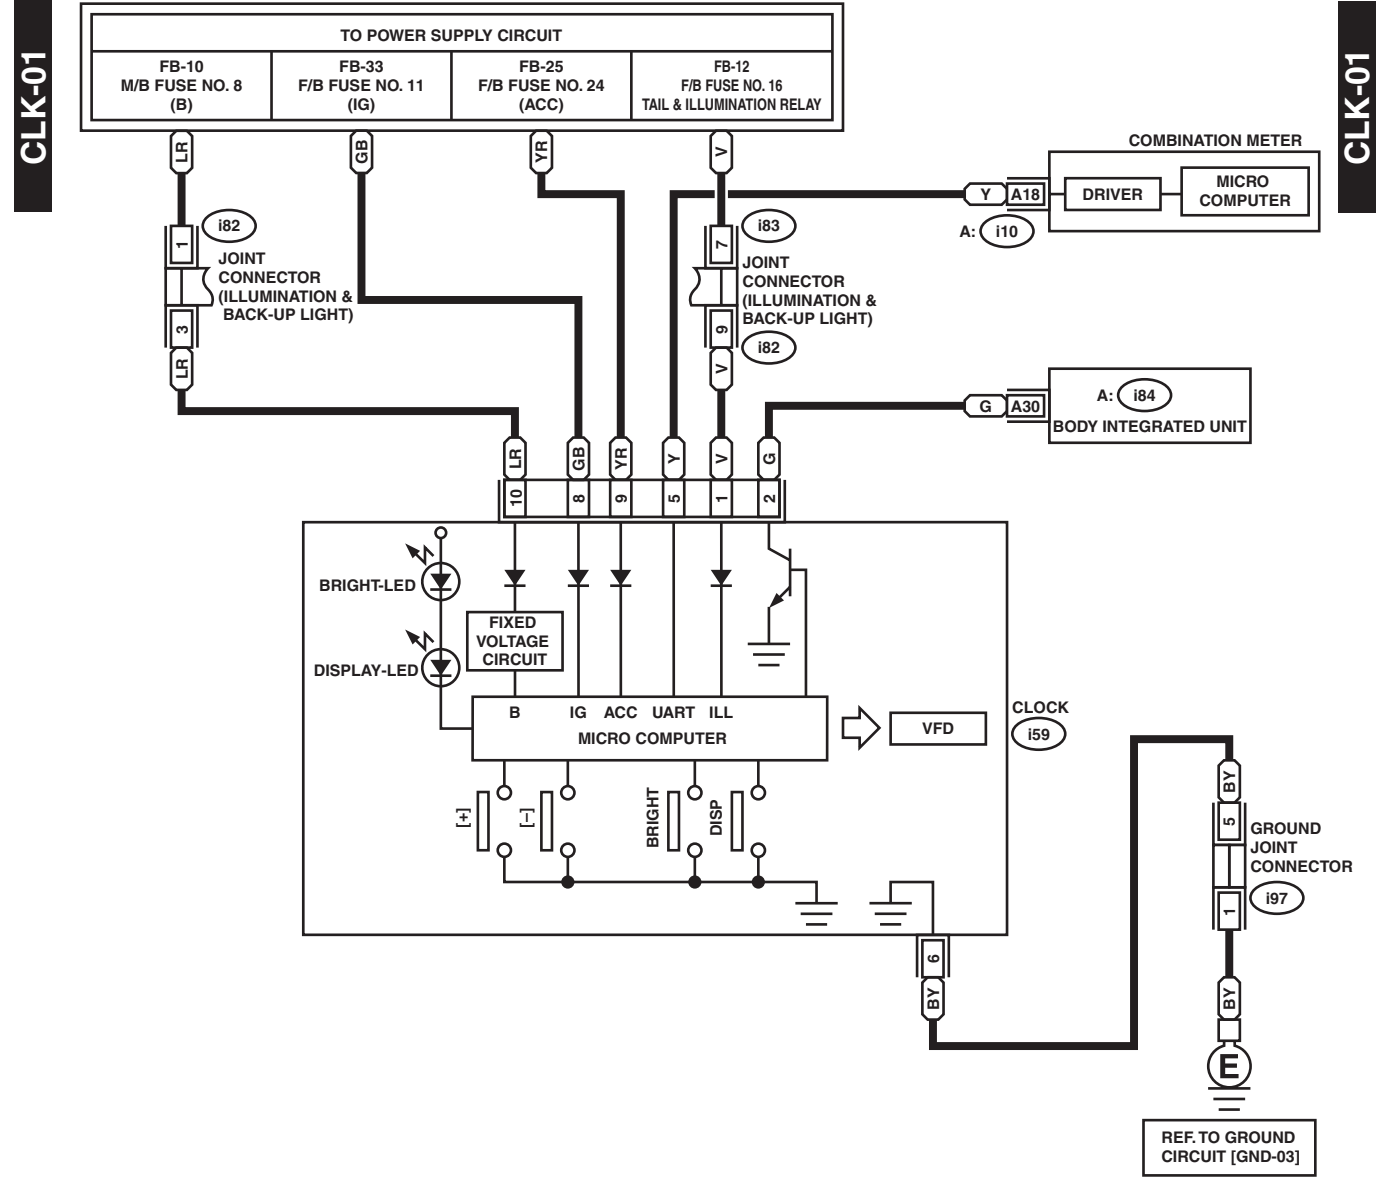 CLK-01
CLK-01
TO POWER SUPPLY CIRCUIT
FB-10
M/B FUSE NO. 8
(B)
FB-33
F/B FUSE NO. 11
(IG)
FB-25
F/B FUSE NO. 24
(ACC)
FB-12
F/B FUSE NO. 16
TAIL & ILLUMINATION RELAY
LR
GB
YR
V
COMBINATION METER
Y
A18
DRIVER
MICRO
COMPUTER
A:
i10
1
i82
JOINT
CONNECTOR
(ILLUMINATION &
BACK-UP LIGHT)
3
LR
7
i83
JOINT
CONNECTOR
(ILLUMINATION &
BACK-UP LIGHT)
9
i82
V
G
A30
A:
i84
BODY INTEGRATED UNIT
LR
GB
YR
Y
V
G
10
8
9
5
1
2
BRIGHT-LED
DISPLAY-LED
FIXED
VOLTAGE
CIRCUIT
B
IG
ACC
UART
ILL
MICRO COMPUTER
VFD
CLOCK
i59
[+]
[–]
BRIGHT
DISP
6
BY
BY
5
GROUND
JOINT
CONNECTOR
i97
1
BY
E
REF. TO GROUND
CIRCUIT [GND-03]